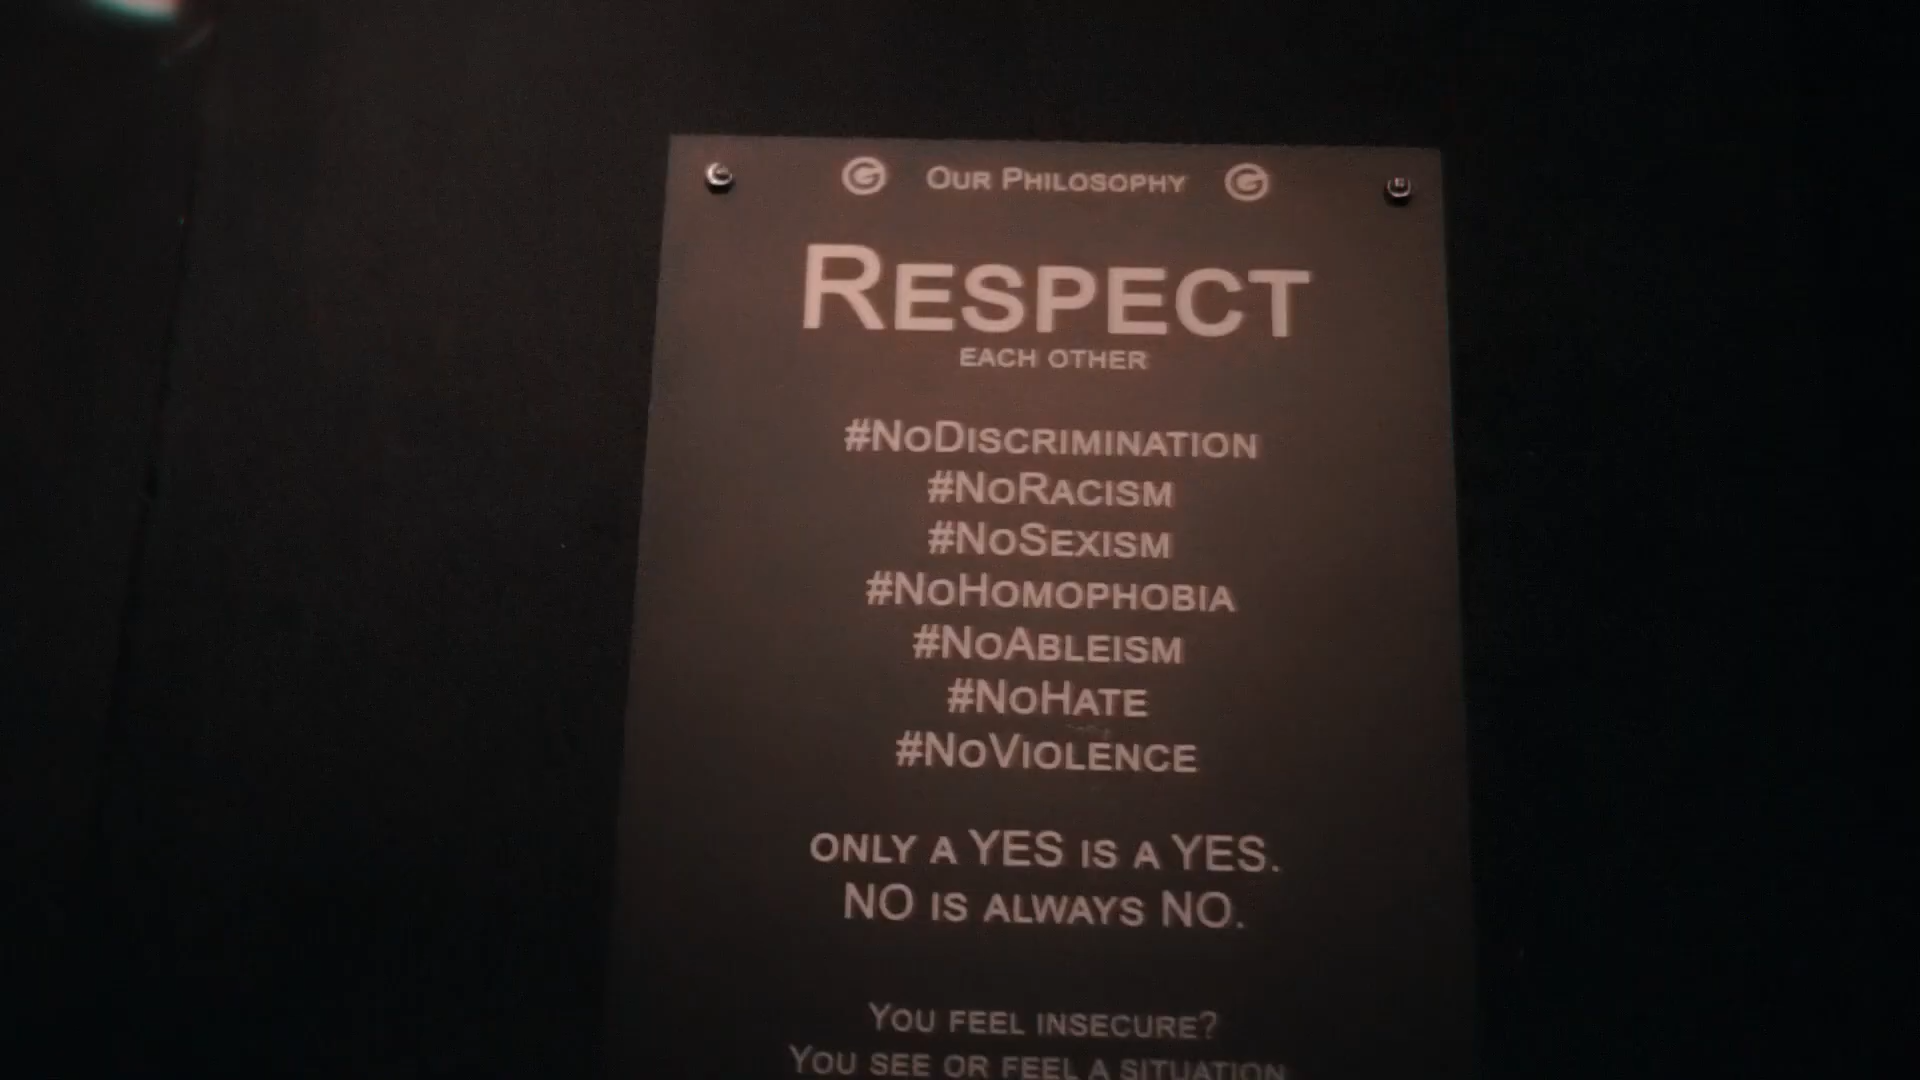 Our Philosophy
RESPECT
EACH OTHER
#NoDiscrimination
#NoRacism
#NoSexism
#NoHomophobia
#NoAbleism
#NoHate
#NoViolence
ONLY A YES IS A YES.
NO IS ALWAYS NO.
You feel insecure?
You see or feel a situation